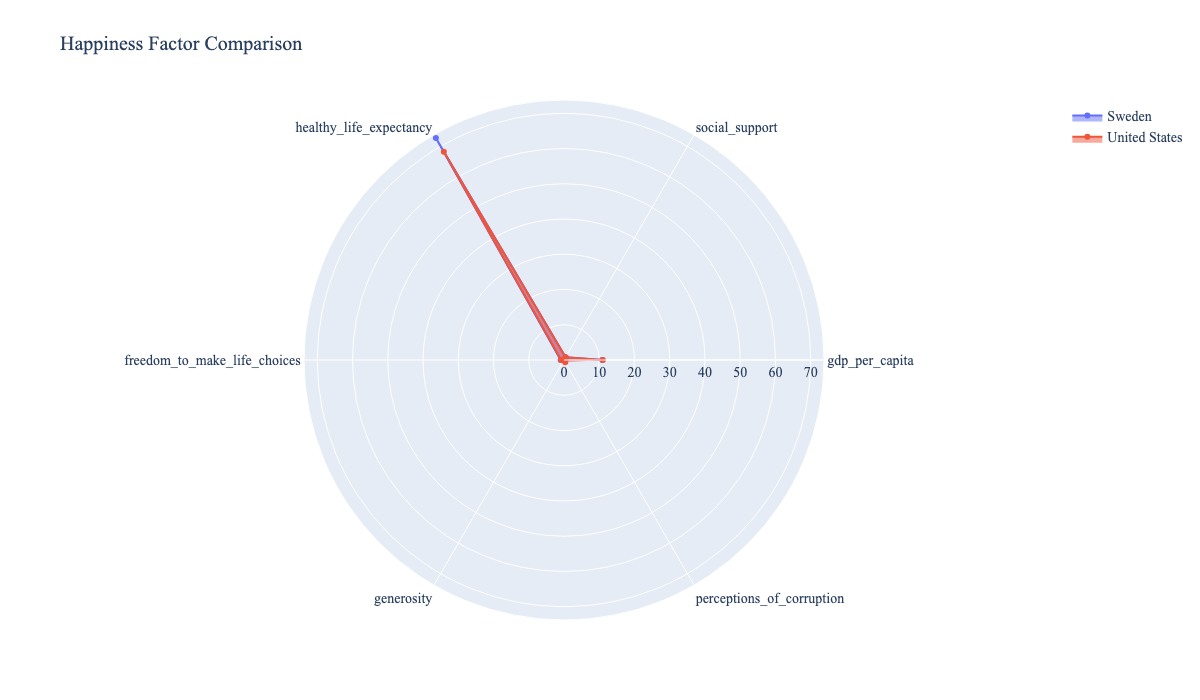 Happiness Factor Comparison
healthy_life_expectancy
social_support
Sweden
United States
freedom_to_make_life_choices
gdp_per_capita
0 10 20 30 40 50 60 70
generosity
perceptions_of_corruption